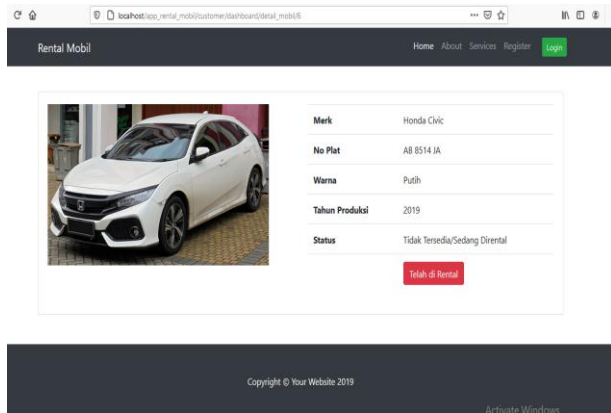 localhost/app_rental_mobil/customer/dashboard/detail_mobil/6
Rental Mobil
Home About Services Register Login
Merk Honda Civic
No Plat AB 8514 JA
Warna Putih
Tahun Produksi 2019
Status Tidak Tersedia/Sedang Dirental
Telah di Rental
Copyright © Your Website 2019
Activate Windows